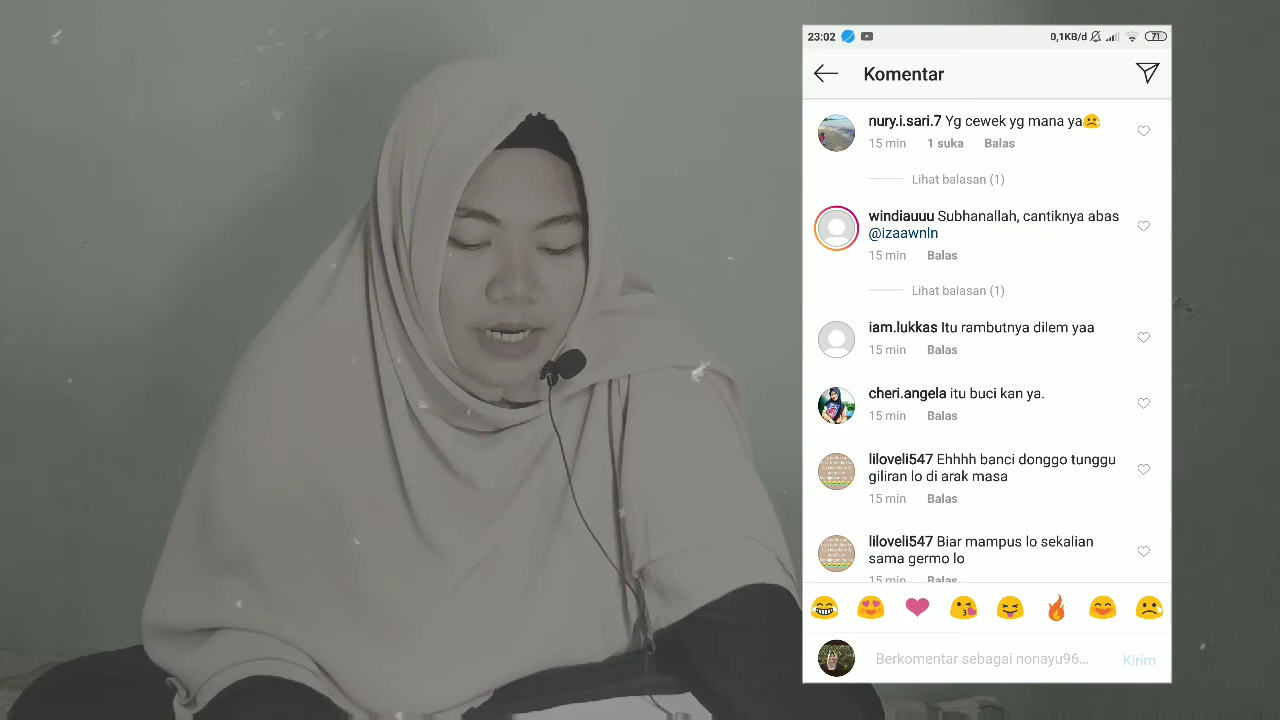 23:02
0,1KB/d
71
Komentar
nury.i.sari.7 Yg cewek yg mana ya☹️
15 min 1 suka Balas
Lihat balasan (1)
windiauuu Subhanallah, cantiknya abas
@izaawnln
15 min Balas
Lihat balasan (1)
iam.lukkas Itu rambutnya dilem yaa
15 min Balas
cheri.angela itu buci kan ya.
15 min Balas
liloveli547 Ehhhh banci donggo tunggu
giliran lo di arak masa
15 min Balas
liloveli547 Biar mampus lo sekalian
sama germo lo
15 min Balas
Berkomentar sebagai nonayu96...
Kirim